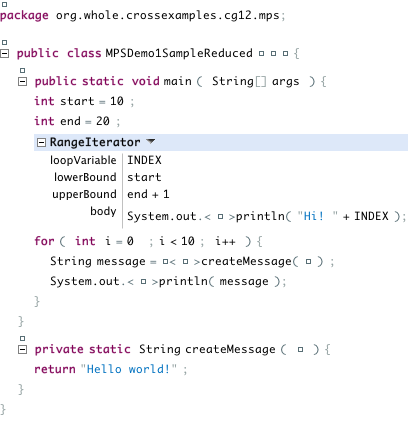 package org.whole.crossexamples.cg12.mps;
public class MPSDemo1SampleReduced {
public static void main ( String[] args ) {
int start = 10 ;
int end = 20 ;
RangeIterator
loopVariable INDEX
lowerBound start
upperBound end + 1
body System.out.< >println( "Hi! " + INDEX );
for ( int i = 0 ; i < 10 ; i++ ) {
String message = < >createMessage( ) ;
System.out.< >println( message );
}
}
private static String createMessage ( ) {
return "Hello world!" ;
}
}